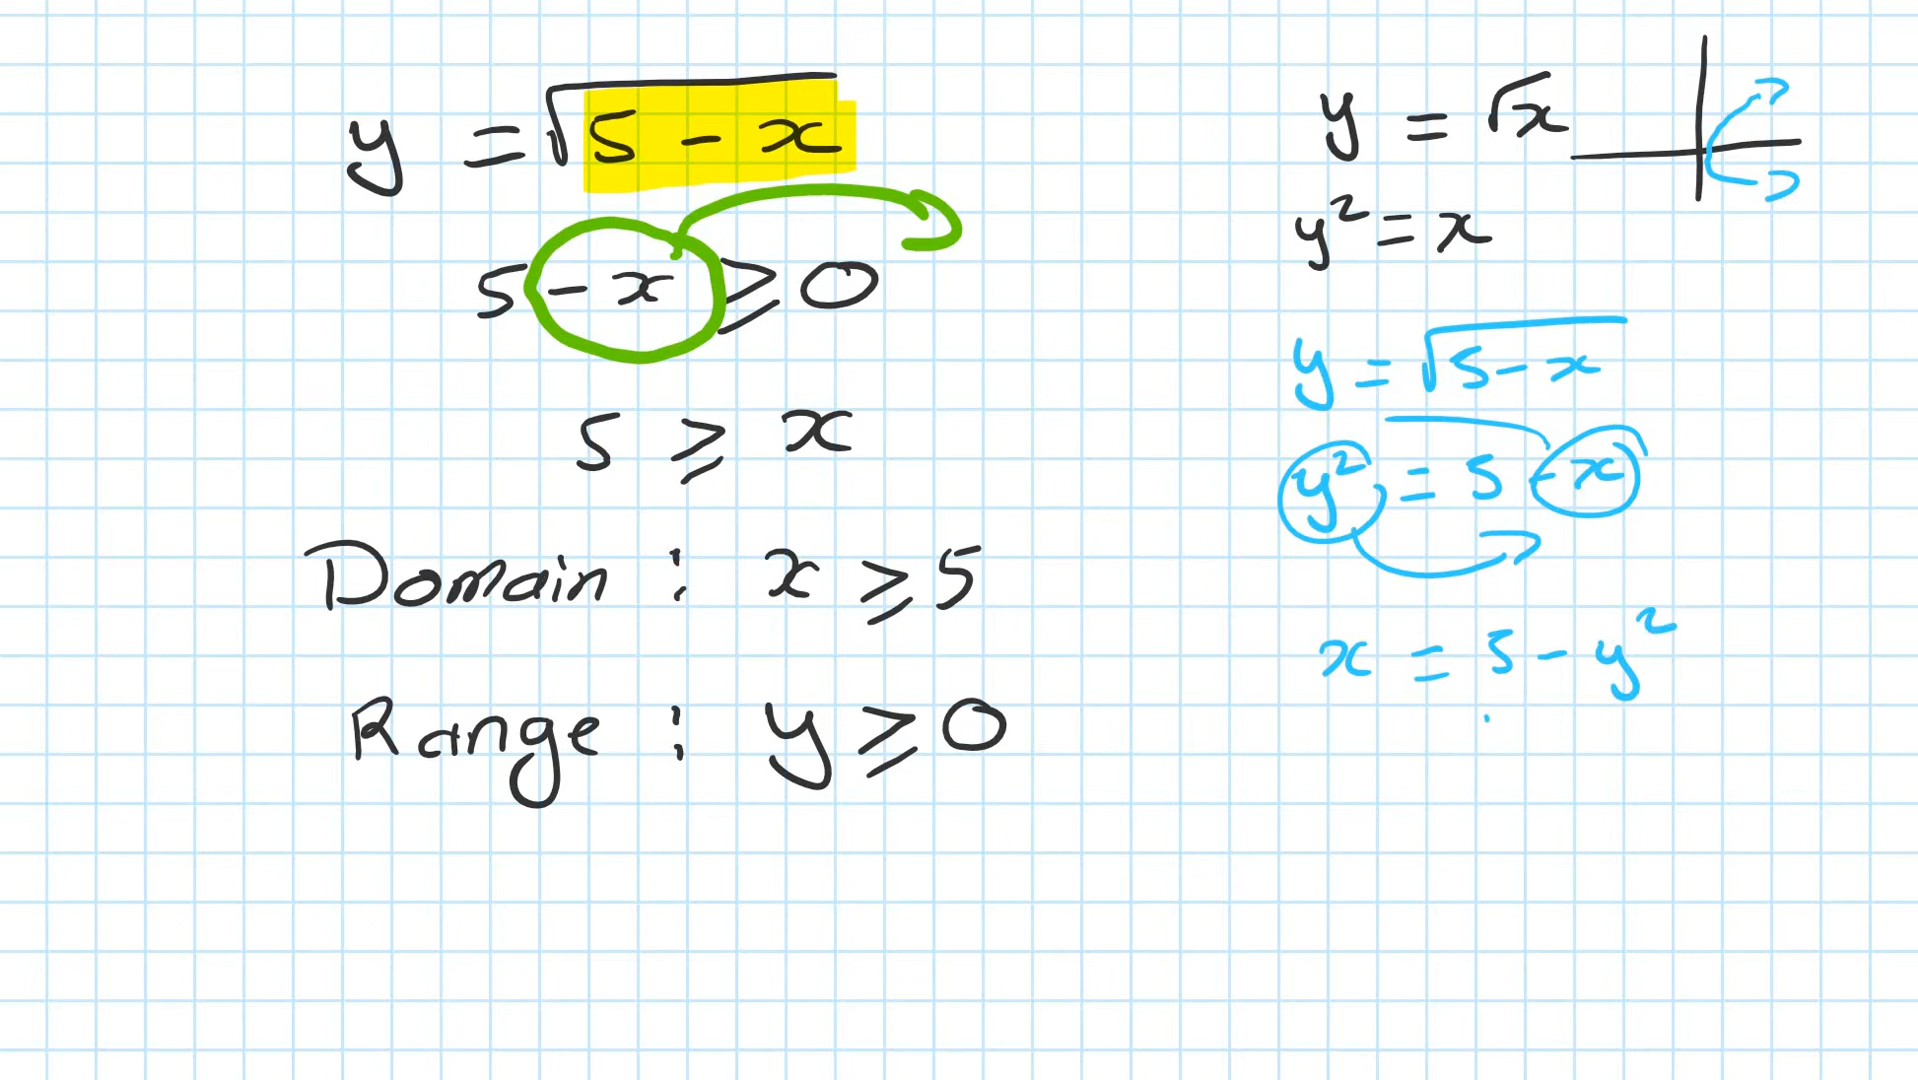 y = √5 - x
5 - x ≥ 0
5 ≥ x
Domain : x ≥ 5
Range : y ≥ 0
y = √x
y² = x
y = √5 - x
y² = 5 - x
x = 5 - y²